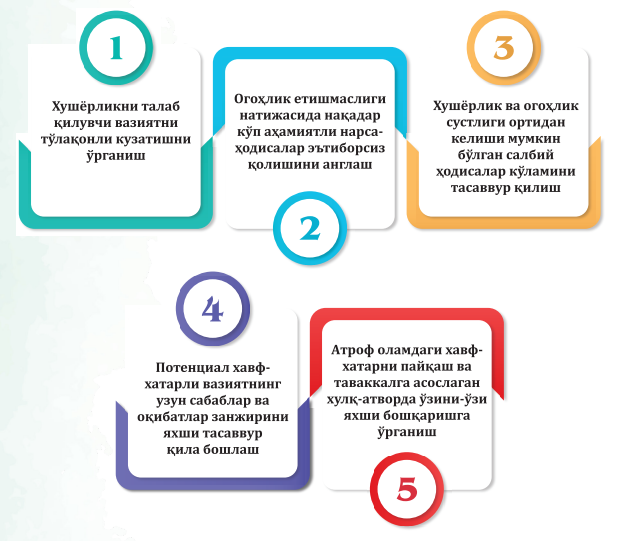 1
Хушёрликни талаб
қилувчи вазиятни
тўлақонли кузатишни
ўрганиш
Огоҳлик етишмаслиги
натижасида нақадар
кўп аҳамиятли нарса-
ҳодисалар эътиборсиз
қолишини англаш
2
3
Хушёрлик ва огоҳлик
сустлиги ортидан
келиши мумкин
бўлган салбий
ҳодисалар кўламини
тасаввур қилиш
4
Потенциал хавф-
хатарли вазиятнинг
узун сабаблар ва
оқибатлар занжирини
яхши тасаввур
қила бошлаш
Атроф оламдаги хавф-
хатарни пайқаш ва
таваккалга асослаган
хулқ-атворда ўзини-ўзи
яхши бошқаришга
ўрганиш
5